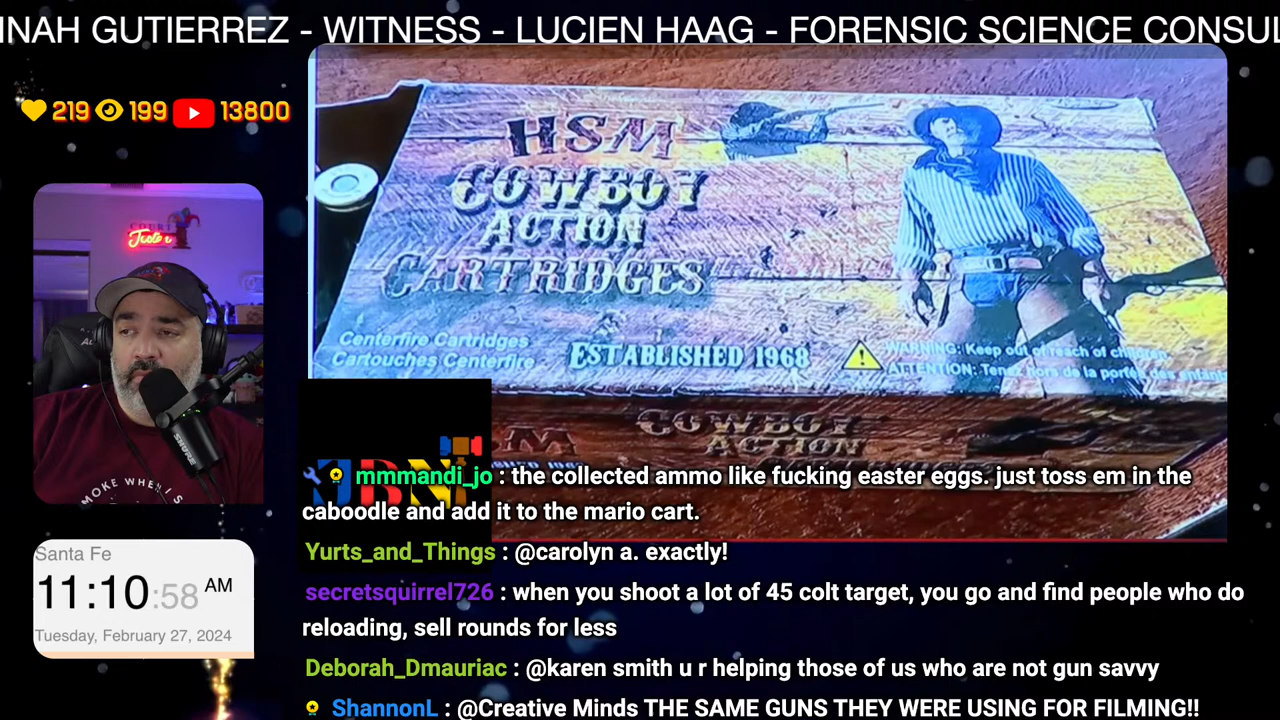 INAH GUTIERREZ - WITNESS - LUCIEN HAAG - FORENSIC SCIENCE CONSUL
219 199 13800
HSM
COWBOY
ACTION
CARTRIDGES
Centerfire Cartridges
Cartouches Centerfire
ESTABLISHED 1968
WARNING: Keep out of reach of children
ATTENTION: Tenez hors de la portée des enfants
COWBOY
ACTION
Santa Fe
11:10:58 AM
Tuesday, February 27, 2024
mmmandi_jo : the collected ammo like fucking easter eggs. just toss em in the
caboodle and add it to the mario cart.
Yurts_and_Things : @carolyn a. exactly!
secretsquirrel726 : when you shoot a lot of 45 colt target, you go and find people who do
reloading, sell rounds for less
Deborah_Dmauriac : @karen smith u r helping those of us who are not gun savvy
ShannonL : @Creative Minds THE SAME GUNS THEY WERE USING FOR FILMING!!
SHURE
MOKE WHEN I S